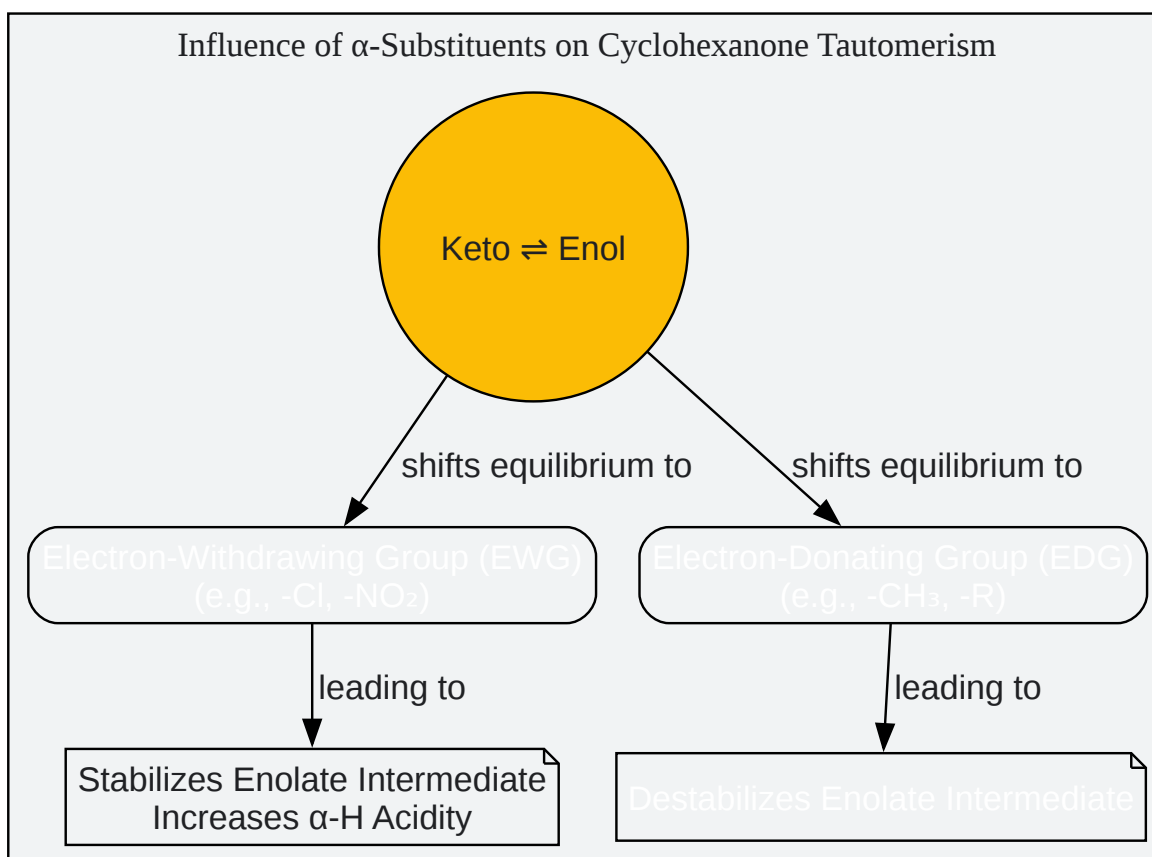 Influence of α-Substituents on Cyclohexanone Tautomerism
Keto ⇌ Enol
shifts equilibrium to
shifts equilibrium to
Electron-Withdrawing Group (EWG)
(e.g., -Cl, -NO₂)
Electron-Donating Group (EDG)
(e.g., -CH₃, -R)
leading to
leading to
Stabilizes Enolate Intermediate
Increases α-H Acidity
Destabilizes Enolate Intermediate